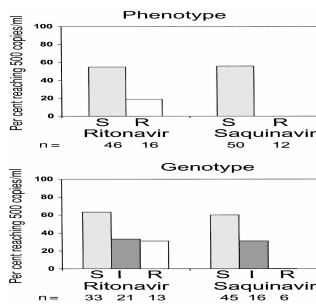 Phenotype
Per cent reaching 500 copies/ml
100
80
60
40
20
0
S R S R
Ritonavir Saquinavir
n = 46 16 50 12
Genotype
Per cent reaching 500 copies/ml
100
80
60
40
20
0
S I R S I R
Ritonavir Saquinavir
n = 33 21 13 45 16 6